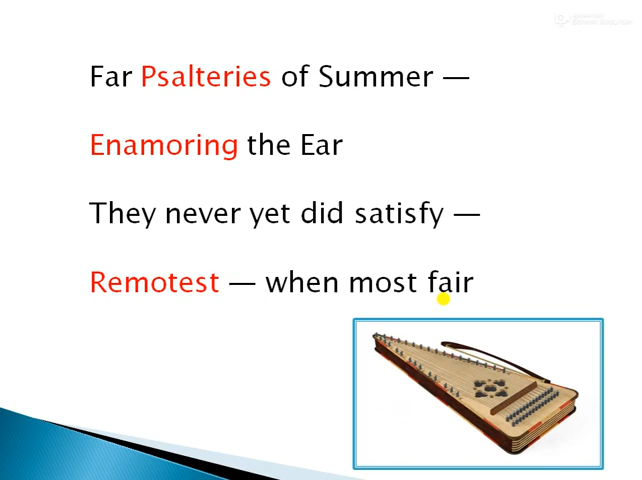 Far Psalteries of Summer —
Enamoring the Ear
They never yet did satisfy —
Remotest — when most fair